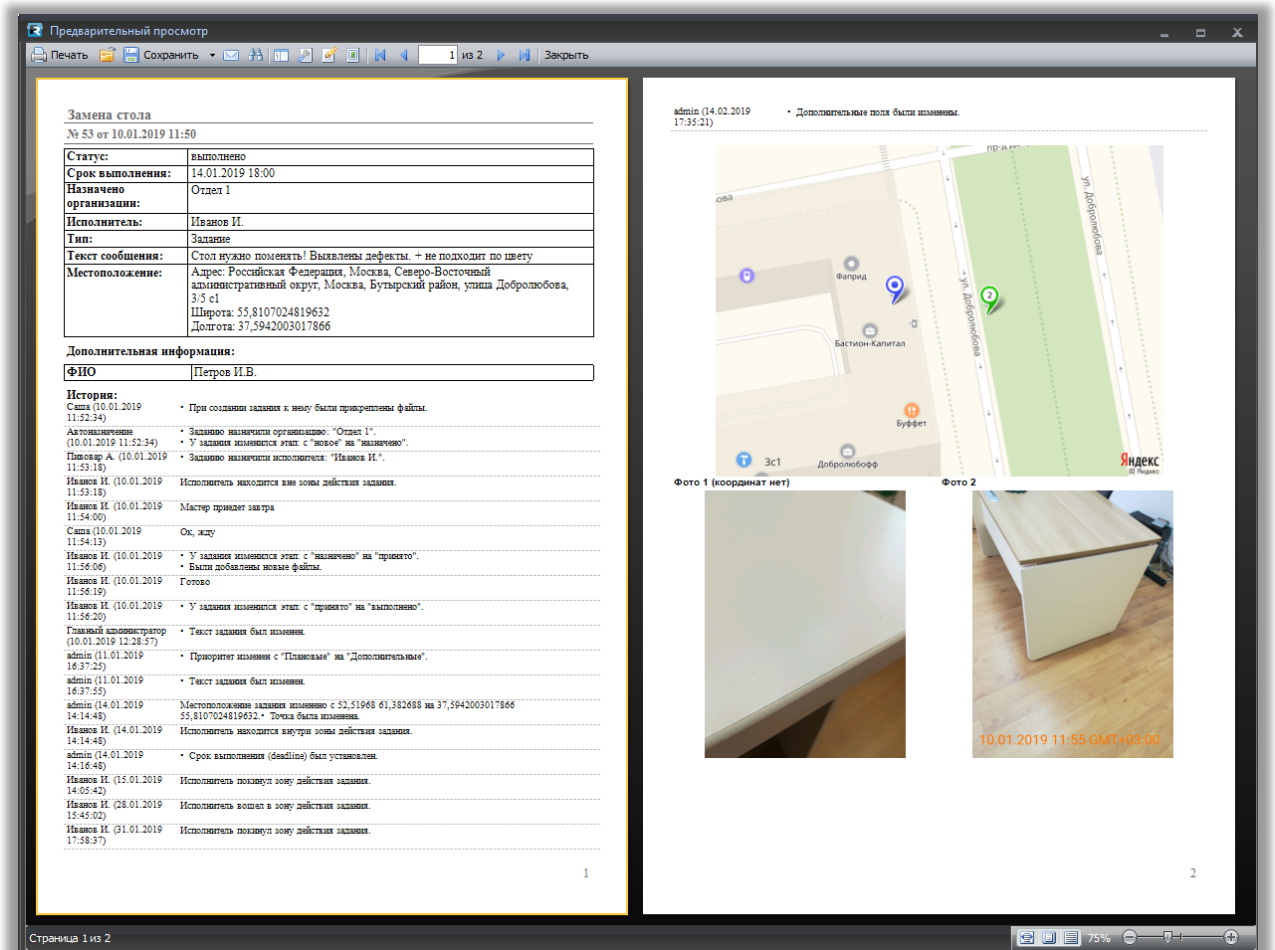 Предварительный просмотр
Печать Сохранить 1 из 2 Закрыть
Замена стола
№ 53 от 10.01.2019 11:50
Статус: выполнено
Срок выполнения: 14.01.2019 18:00
Назначено Отдел 1
организации:
Исполнитель: Иванов И.
Тип: Задание
Текст сообщения: Стол нужно поменять! Выявлены дефекты. + не подходит по цвету
Местоположение: Адрес: Российская Федерация, Москва, Северо-Восточный
административный округ, Москва, Бутырский район, улица Добролюбова,
3/5 с1
Широта: 55,8107024819632
Долгота: 37,5942003017866
Дополнительная информация:
ФИО Петров И.В.
История:
Саша (10.01.2019 • При создании задания к нему были прикреплены файлы.
11:52:34)
Автоназначение • Заданию назначили организацию: "Отдел 1".
(10.01.2019 11:52:34) • У задания изменился этап: с "новое" на "назначено".
Пивовар А. (10.01.2019 • Заданию назначили исполнителя: "Иванов И.".
11:53:18)
Иванов И. (10.01.2019 Исполнитель находится вне зоны действия задания.
11:53:18)
Иванов И. (10.01.2019 Мастер приедет завтра
11:54:00)
Саша (10.01.2019 Ок, жду
11:54:13)
Иванов И. (10.01.2019 • У задания изменился этап: с "назначено" на "принято".
11:56:06) • Были добавлены новые файлы.
Иванов И. (10.01.2019 Готово
11:56:19)
Иванов И. (10.01.2019 • У задания изменился этап: с "принято" на "выполнено".
11:56:20)
Главный администратор • Текст задания был изменен.
(10.01.2019 12:28:57)
admin (11.01.2019 • Приоритет изменен с "Плановые" на "Дополнительные".
16:37:25)
admin (11.01.2019 • Текст задания был изменен.
16:37:55)
admin (14.01.2019 Местоположение задания изменено с 52,51968 61,382688 на 37,5942003017866
14:14:48) 55,8107024819632.• Точка была изменена.
Иванов И. (14.01.2019 Исполнитель находится внутри зоны действия задания.
14:14:48)
admin (14.01.2019 • Срок выполнения (deadline) был установлен.
14:16:48)
Иванов И. (15.01.2019 Исполнитель покинул зону действия задания.
14:05:42)
Иванов И. (28.01.2019 Исполнитель вошел в зону действия задания.
15:45:02)
Иванов И. (31.01.2019 Исполнитель покинул зону действия задания.
17:58:37)
1
admin (14.02.2019 • Дополнительные поля были изменены.
17:35:21)
ул. Добролюбова
ул. Добролюбова
Фаприд
2
Бастион-Капитал
Буффет
3с1
Добролюбофф
Яндекс
© Яндекс
Фото 1 (координат нет) Фото 2
10.01.2019 11:55 GMT+03:00
2
Страница 1 из 2 75%